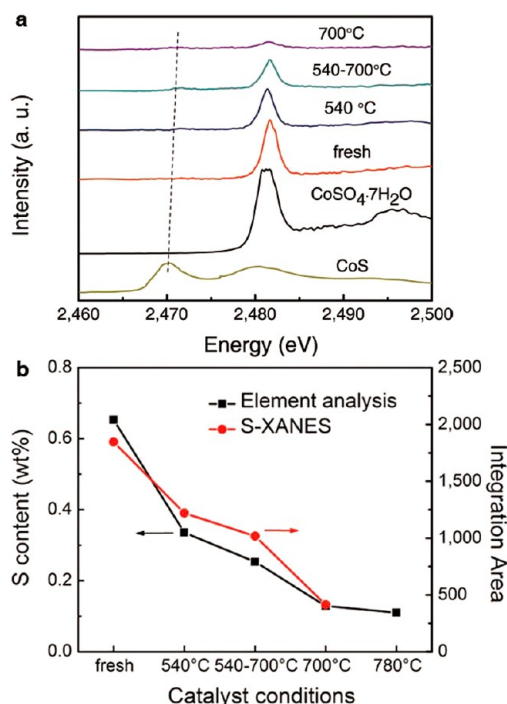 a
700°C
540-700°C
540 °C
fresh
CoSO₄·7H₂O
CoS
Intensity (a. u.)
2,460 2,470 2,480 2,490 2,500
Energy (eV)
b
0.8 2,500
Element analysis
S-XANES
2,000
0.6
1,500
0.4
1,000
0.2
500
0.0 0
S content (wt%)
Integration Area
fresh 540°C 540-700°C 700°C 780°C
Catalyst conditions